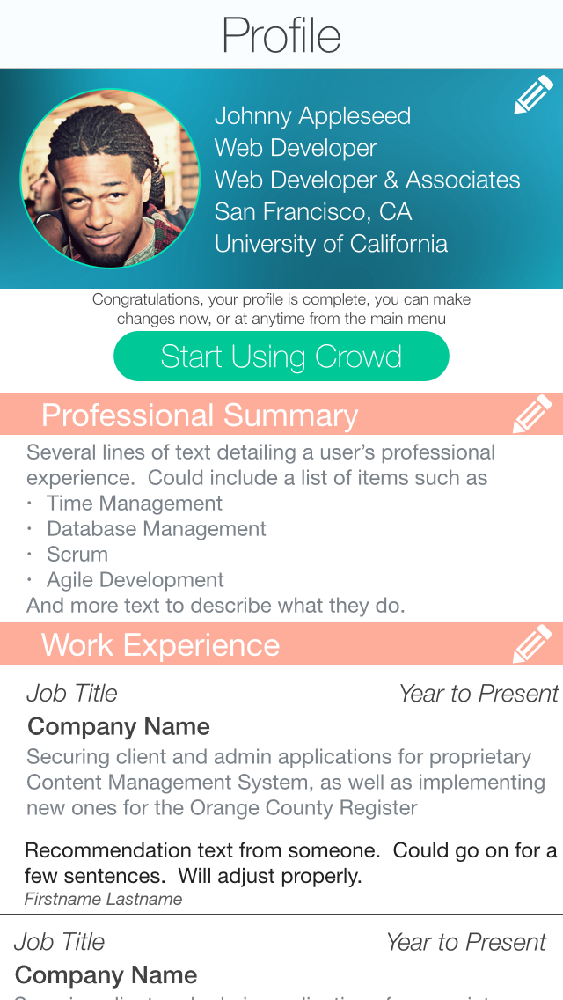 Profile
Johnny Appleseed
Web Developer
Web Developer & Associates
San Francisco, CA
University of California
Congratulations, your profile is complete, you can make
changes now, or at anytime from the main menu
Start Using Crowd
Professional Summary
Several lines of text detailing a user’s professional
experience.  Could include a list of items such as
· Time Management
· Database Management
· Scrum
· Agile Development
And more text to describe what they do.
Work Experience
Job Title Year to Present
Company Name
Securing client and admin applications for proprietary
Content Management System, as well as implementing
new ones for the Orange County Register
Recommendation text from someone.  Could go on for a
few sentences.  Will adjust properly.
Firstname Lastname
Job Title Year to Present
Company Name